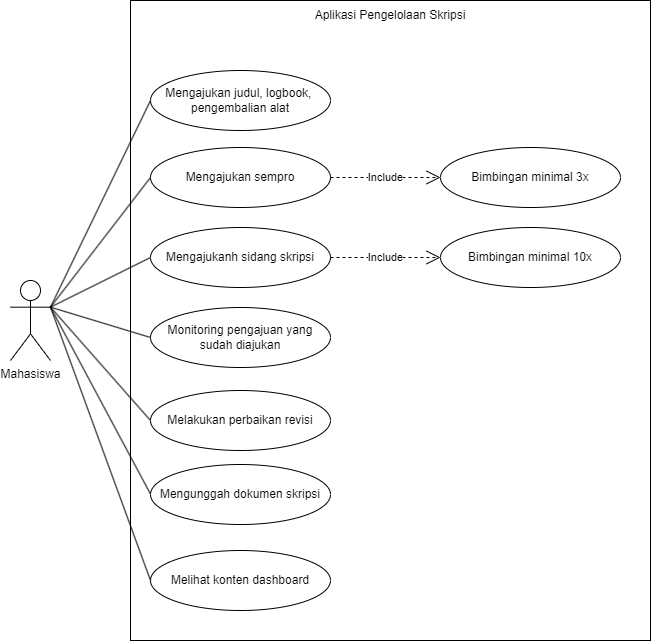 Aplikasi Pengelolaan Skripsi
Mengajukan judul, logbook,
pengembalian alat
Mengajukan sempro
Include
Bimbingan minimal 3x
Mengajukanh sidang skripsi
Include
Bimbingan minimal 10x
Monitoring pengajuan yang
sudah diajukan
Mahasiswa
Melakukan perbaikan revisi
Mengunggah dokumen skripsi
Melihat konten dashboard